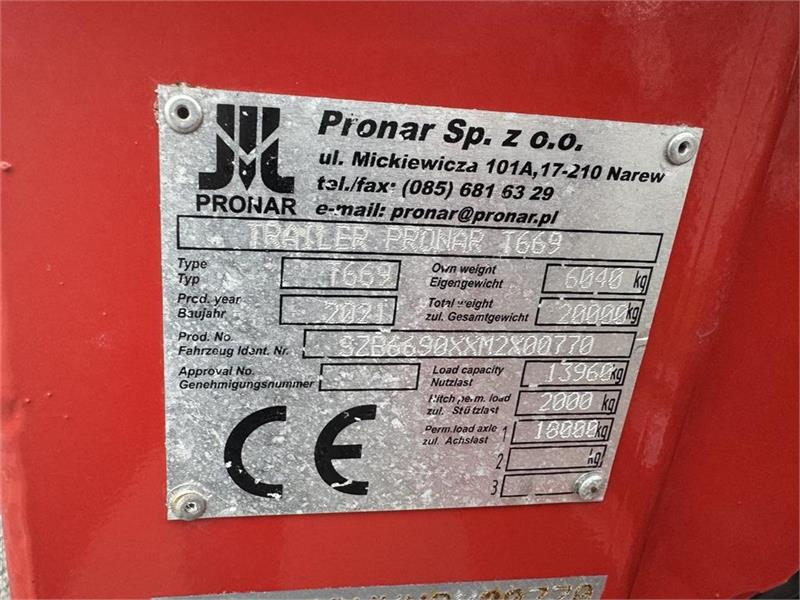 PRONAR
Pronar Sp. z o.o.
ul. Mickiewicza 101A,17-210 Narew
tel./fax: (085) 681 63 29
e-mail: pronar@pronar.pl
TRAILER PRONAR T669
Type Typ T669
Own weight Eigengewicht 6040 kg
Prod. year Baujahr 2021
Total weight zul. Gesamtgewicht 20000 kg
Prod. No. Fahrzeug Ident. Nr. SZB6690XXM2X00770
Approval No. Genehmigungsnummer
Load capacity Nutzlast 13960 kg
Hitch perm. load zul. Stützlast 2000 kg
Perm.load axle zul. Achslast 1 18000 kg
2 kg
3
CE